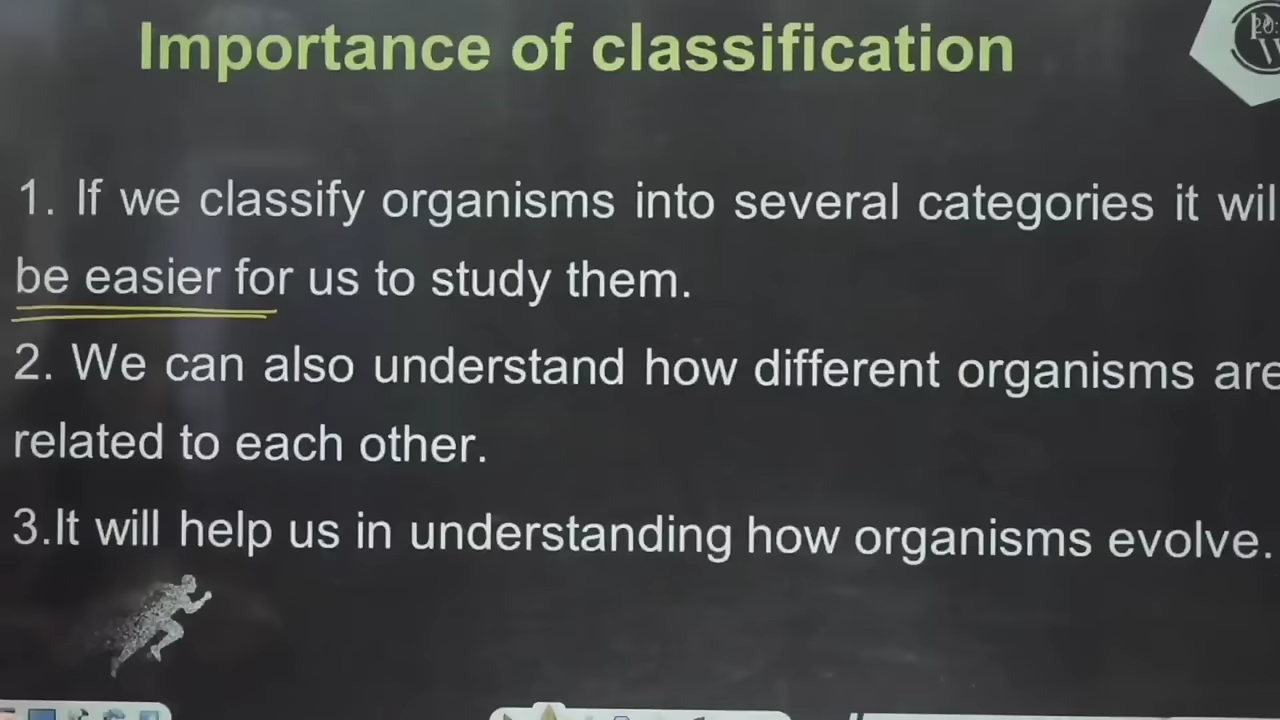 Importance of classification
1. If we classify organisms into several categories it wil
be easier for us to study them.
2. We can also understand how different organisms are
related to each other.
3.It will help us in understanding how organisms evolve.